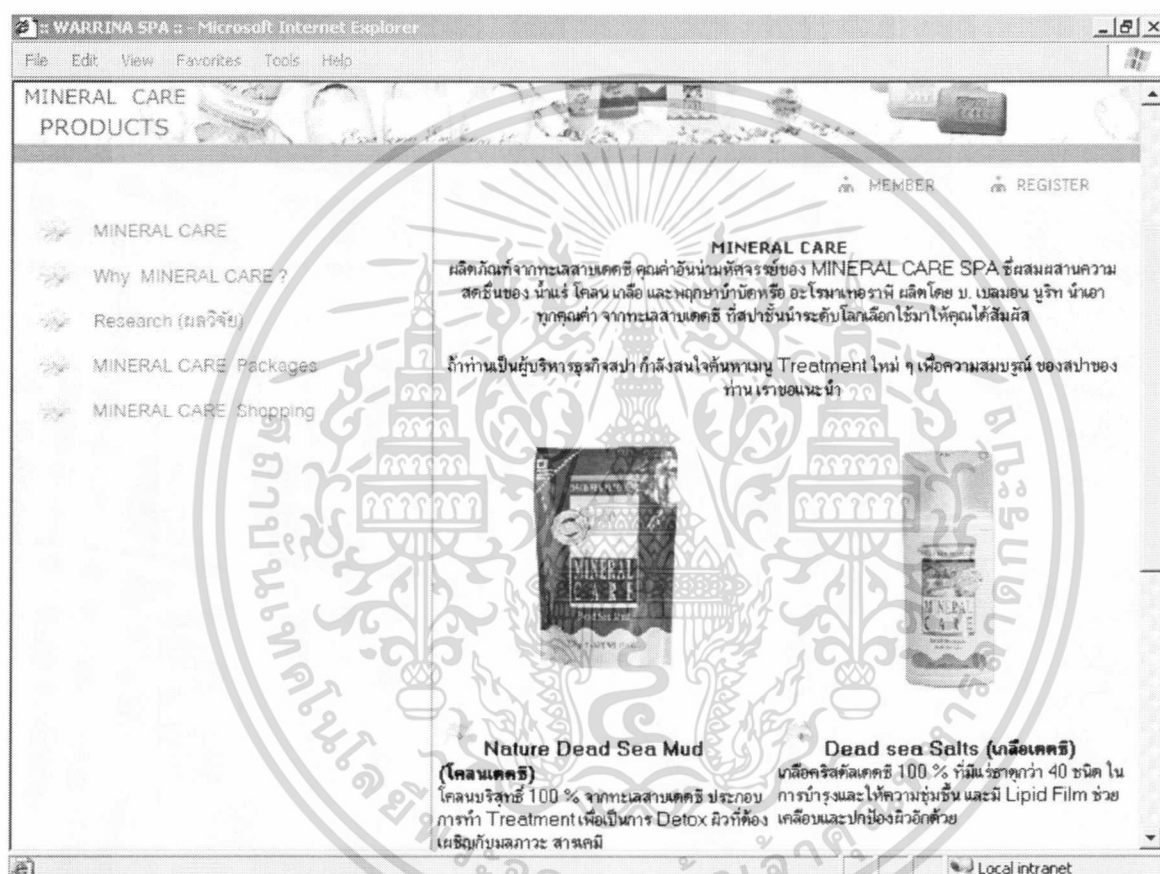 :: WARRINA SPA :: - Microsoft Internet Explorer
File Edit View Favorites Tools Help
MINERAL CARE
PRODUCTS
MEMBER REGISTER
MINERAL CARE
Why MINERAL CARE ?
Research (ผลวิจัย)
MINERAL CARE Packages
MINERAL CARE Shopping
MINERAL CARE
ผลิตภัณฑ์จากทะเลสาบเดดซี คุณค่าอันน่ามหัศจรรย์ของ MINERAL CARE SPA ซึ่งผสมผสานความ
สดชื่นของ น้ำแร่ โคลน เกลือ และพฤกษาบำบัดหรือ อะโรมาเทอราพี ผลิตโดย บ. เบลมอน นูริท นำเอา
ทุกคุณค่า จากทะเลสาบเดดซี ที่สปาชั้นนำระดับโลกเลือกใช้มาให้คุณได้สัมผัส
ถ้าท่านเป็นผู้บริหารธุรกิจสปา กำลังสนใจค้นหาเมนู Treatment ใหม่ ๆ เพื่อความสมบรูณ์ ของสปาของ
ท่าน เราขอแนะนำ
MINERAL
CARE
Dead Sea Mud
MINERAL
CARE
Nature Dead Sea Mud
(โคลนเดดซี)
โคลนบริสุทธิ์ 100 % จากทะเลสาบเดดซี ประกอบ
การทำ Treatment เพื่อเป็นการ Detox ผิวที่ต้อง
เผชิญกับมลภาวะ สารเคมี
Dead sea Salts (เกลือเดดซี)
เกลือคริสตัลเดดซี 100 % ที่มีแร่ธาตุกว่า 40 ชนิด ใน
การบำรุงและให้ความชุ่มชื้น และมี Lipid Film ช่วย
เคลือบและปกป้องผิวอีกด้วย
Local intranet